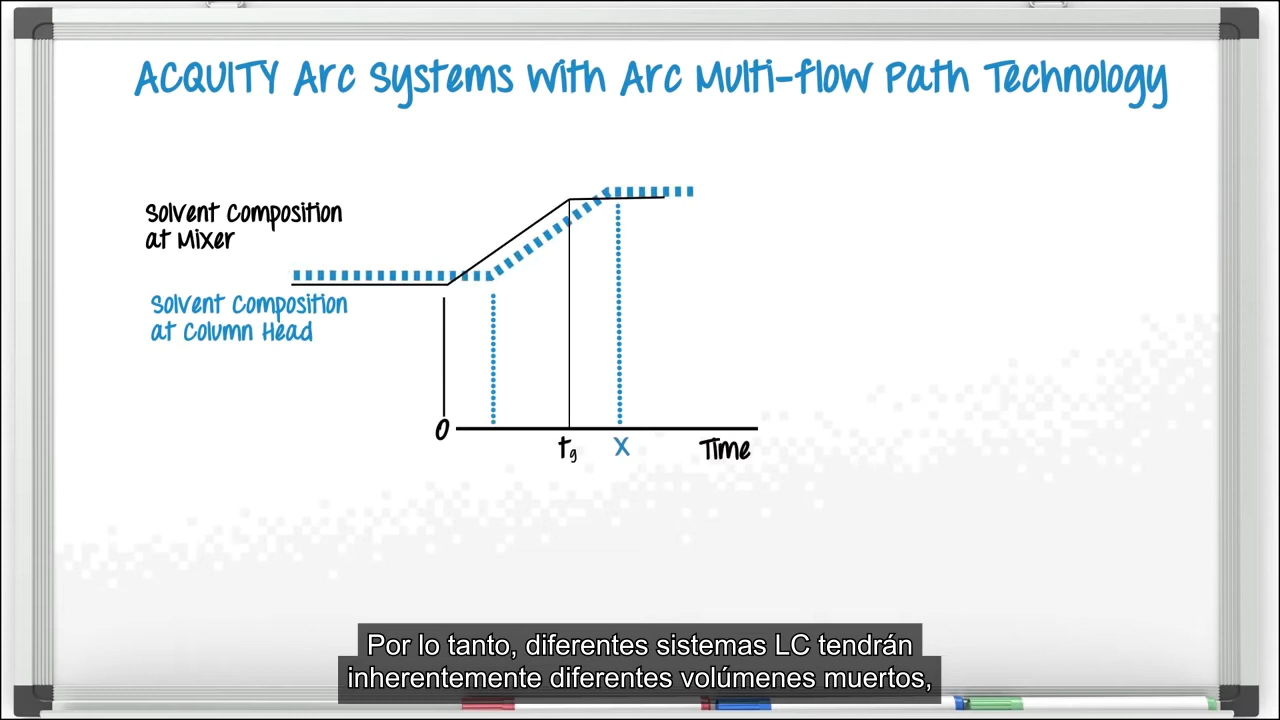 ACQUITY Arc Systems with Arc Multi-flow Path Technology
Solvent Composition
at Mixer
Solvent Composition
at Column Head
0
tg
X
Time
Por lo tanto, diferentes sistemas LC tendrán
inherentemente diferentes volúmenes muertos,